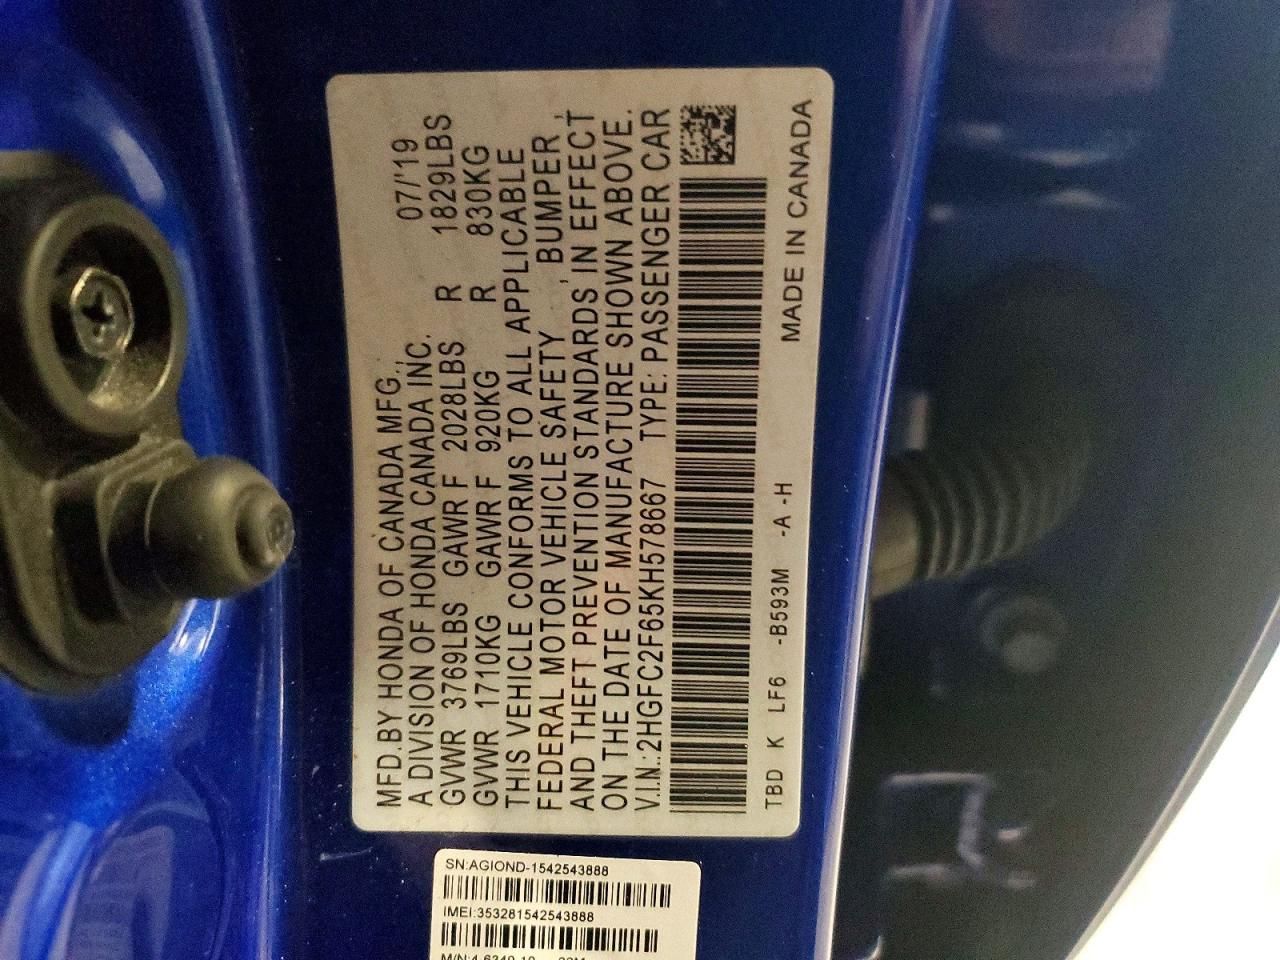 MFD.BY HONDA OF CANADA MFG.,
A DIVISION OF HONDA CANADA INC. 07/'19
GVWR 3769LBS GAWR F 2028LBS R 1829LBS
GVWR 1710KG GAWR F 920KG R 830KG
THIS VEHICLE CONFORMS TO ALL APPLICABLE
FEDERAL MOTOR VEHICLE SAFETY , BUMPER ,
AND THEFT PREVENTION STANDARDS, IN EFFECT
ON THE DATE OF MANUFACTURE SHOWN ABOVE.
V.I.N.:2HGFC2F65KH578667 TYPE: PASSENGER CAR
TBD K LF6 -B593M -A -H MADE IN CANADA
SN:AGIOND-1542543888
IMEI:353281542543888